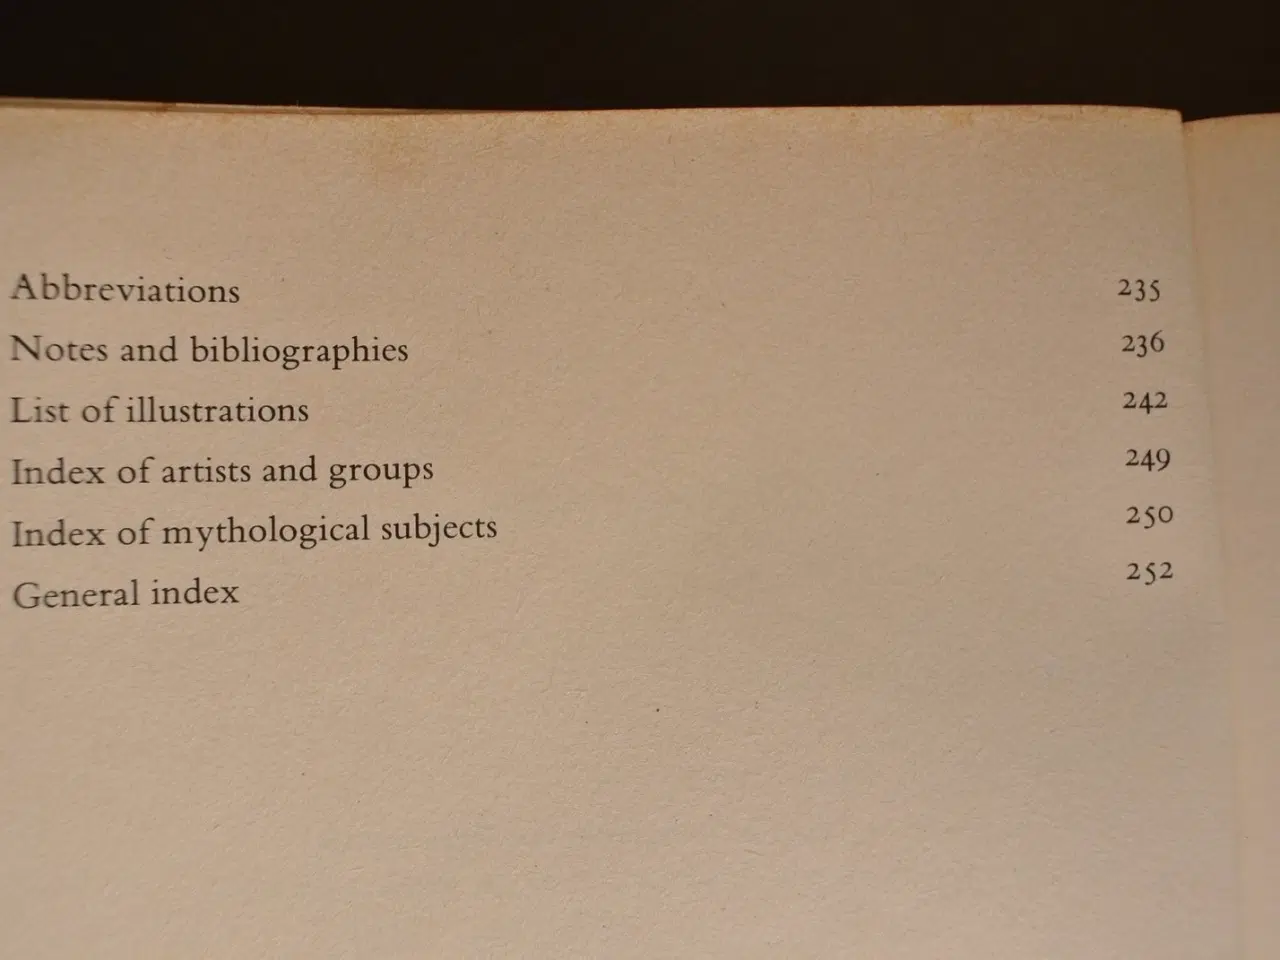 Abbreviations 235
Notes and bibliographies 236
List of illustrations 242
Index of artists and groups 249
Index of mythological subjects 250
General index 252